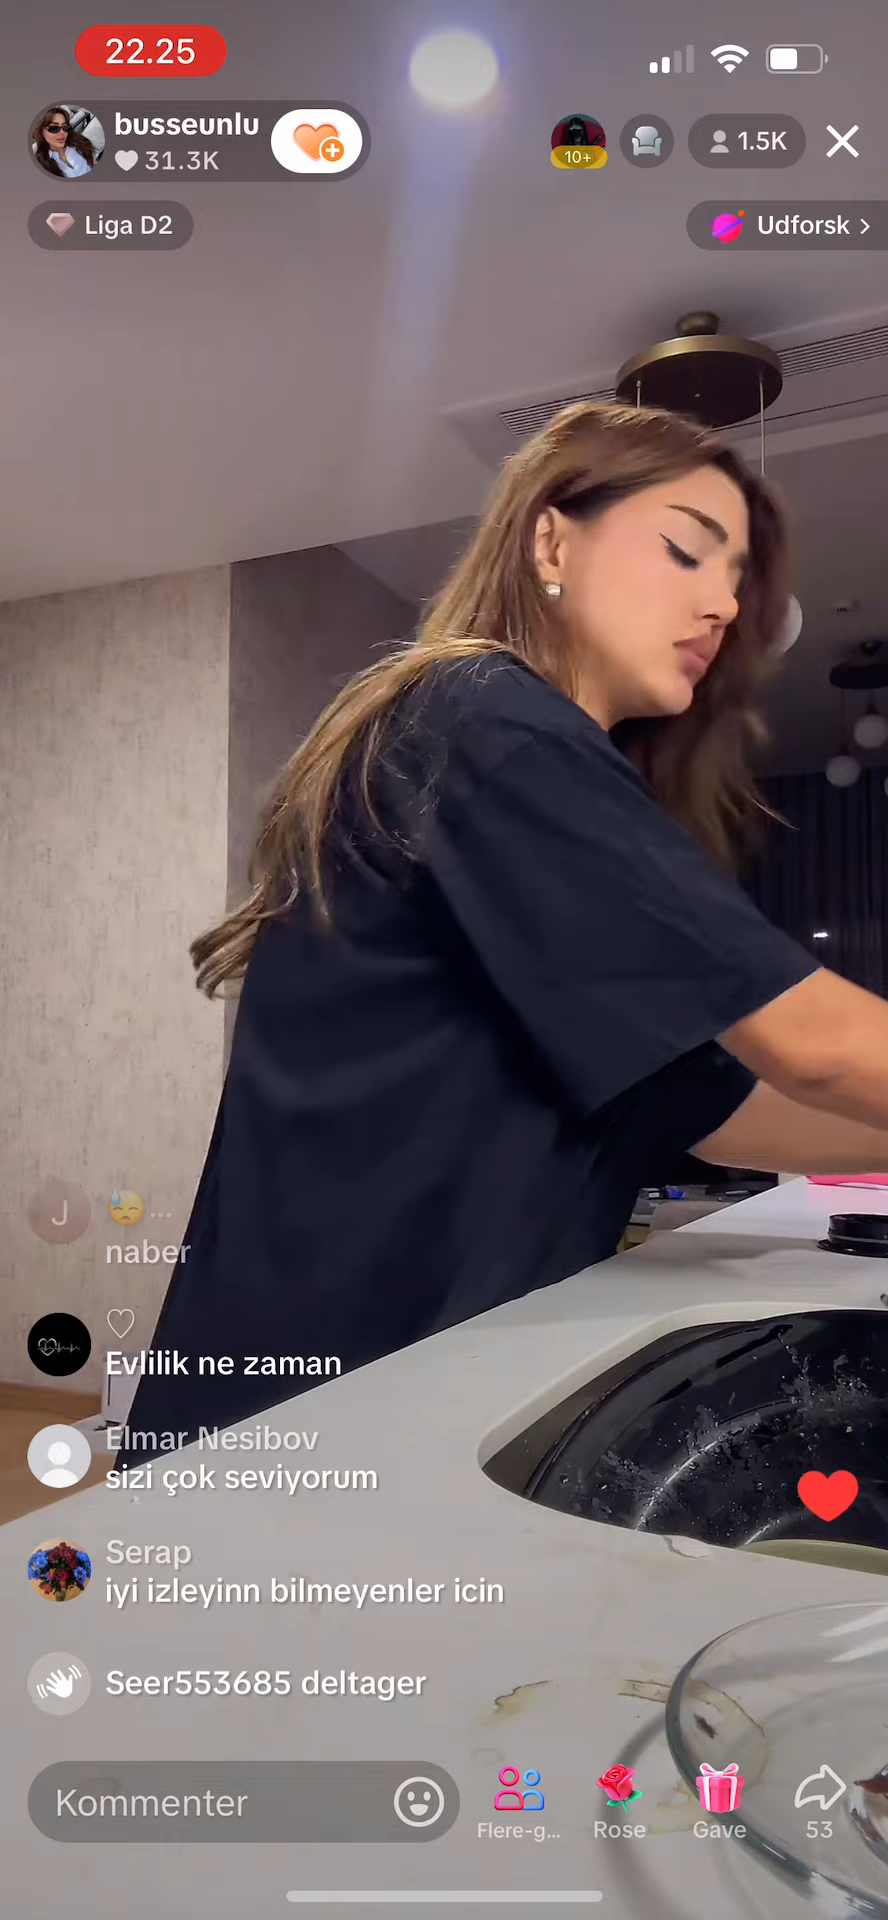 22.25
busseunlu
31.3K
10+
1.5K
Liga D2
Udforsk >
J
...
naber
Evlilik ne zaman
Elmar Nesibov
sizi çok seviyorum
Serap
iyi izleyinn bilmeyenler icin
Seer553685 deltager
Kommenter
Flere-g...
Rose
Gave
53